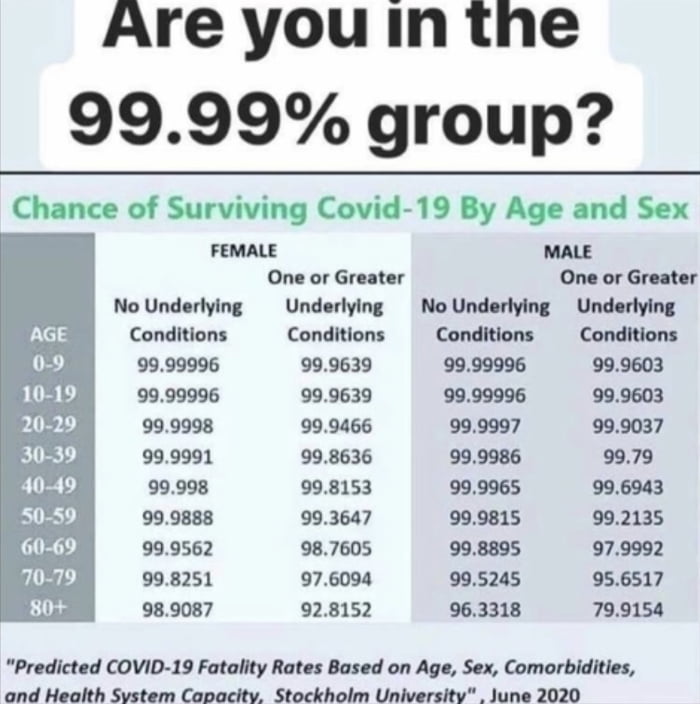 Are you in the
99.99% group?
Chance of Surviving Covid-19 By Age and Sex
FEMALE MALE
One or Greater One or Greater
No Underlying Underlying No Underlying Underlying
AGE Conditions Conditions Conditions Conditions
0-9 99.99996 99.9639 99.99996 99.9603
10-19 99.99996 99.9639 99.99996 99.9603
20-29 99.9998 99.9466 99.9997 99.9037
30-39 99.9991 99.8636 99.9986 99.79
40-49 99.998 99.8153 99.9965 99.6943
50-59 99.9888 99.3647 99.9815 99.2135
60-69 99.9562 98.7605 99.8895 97.9992
70-79 99.8251 97.6094 99.5245 95.6517
80+ 98.9087 92.8152 96.3318 79.9154
"Predicted COVID-19 Fatality Rates Based on Age, Sex, Comorbidities,
and Health System Capacity, Stockholm University", June 2020